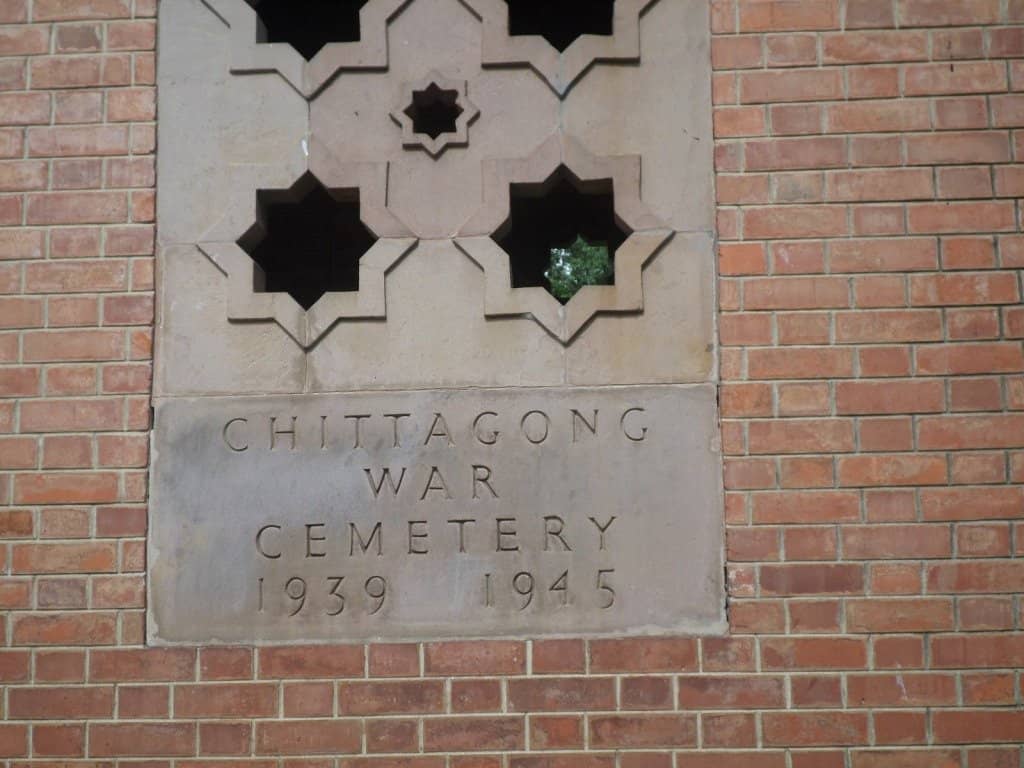 CHITTAGONG
WAR
CEMETERY
1939 1945